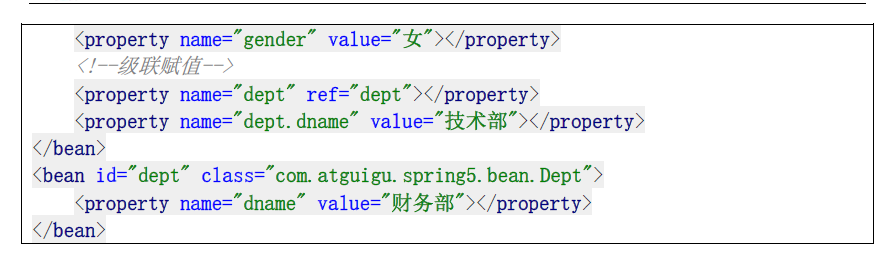 <property name="gender" value="女"></property>
<!--级联赋值-->
<property name="dept" ref="dept"></property>
<property name="dept.dname" value="技术部"></property>
</bean>
<bean id="dept" class="com.atguigu.spring5.bean.Dept">
<property name="dname" value="财务部"></property>
</bean>